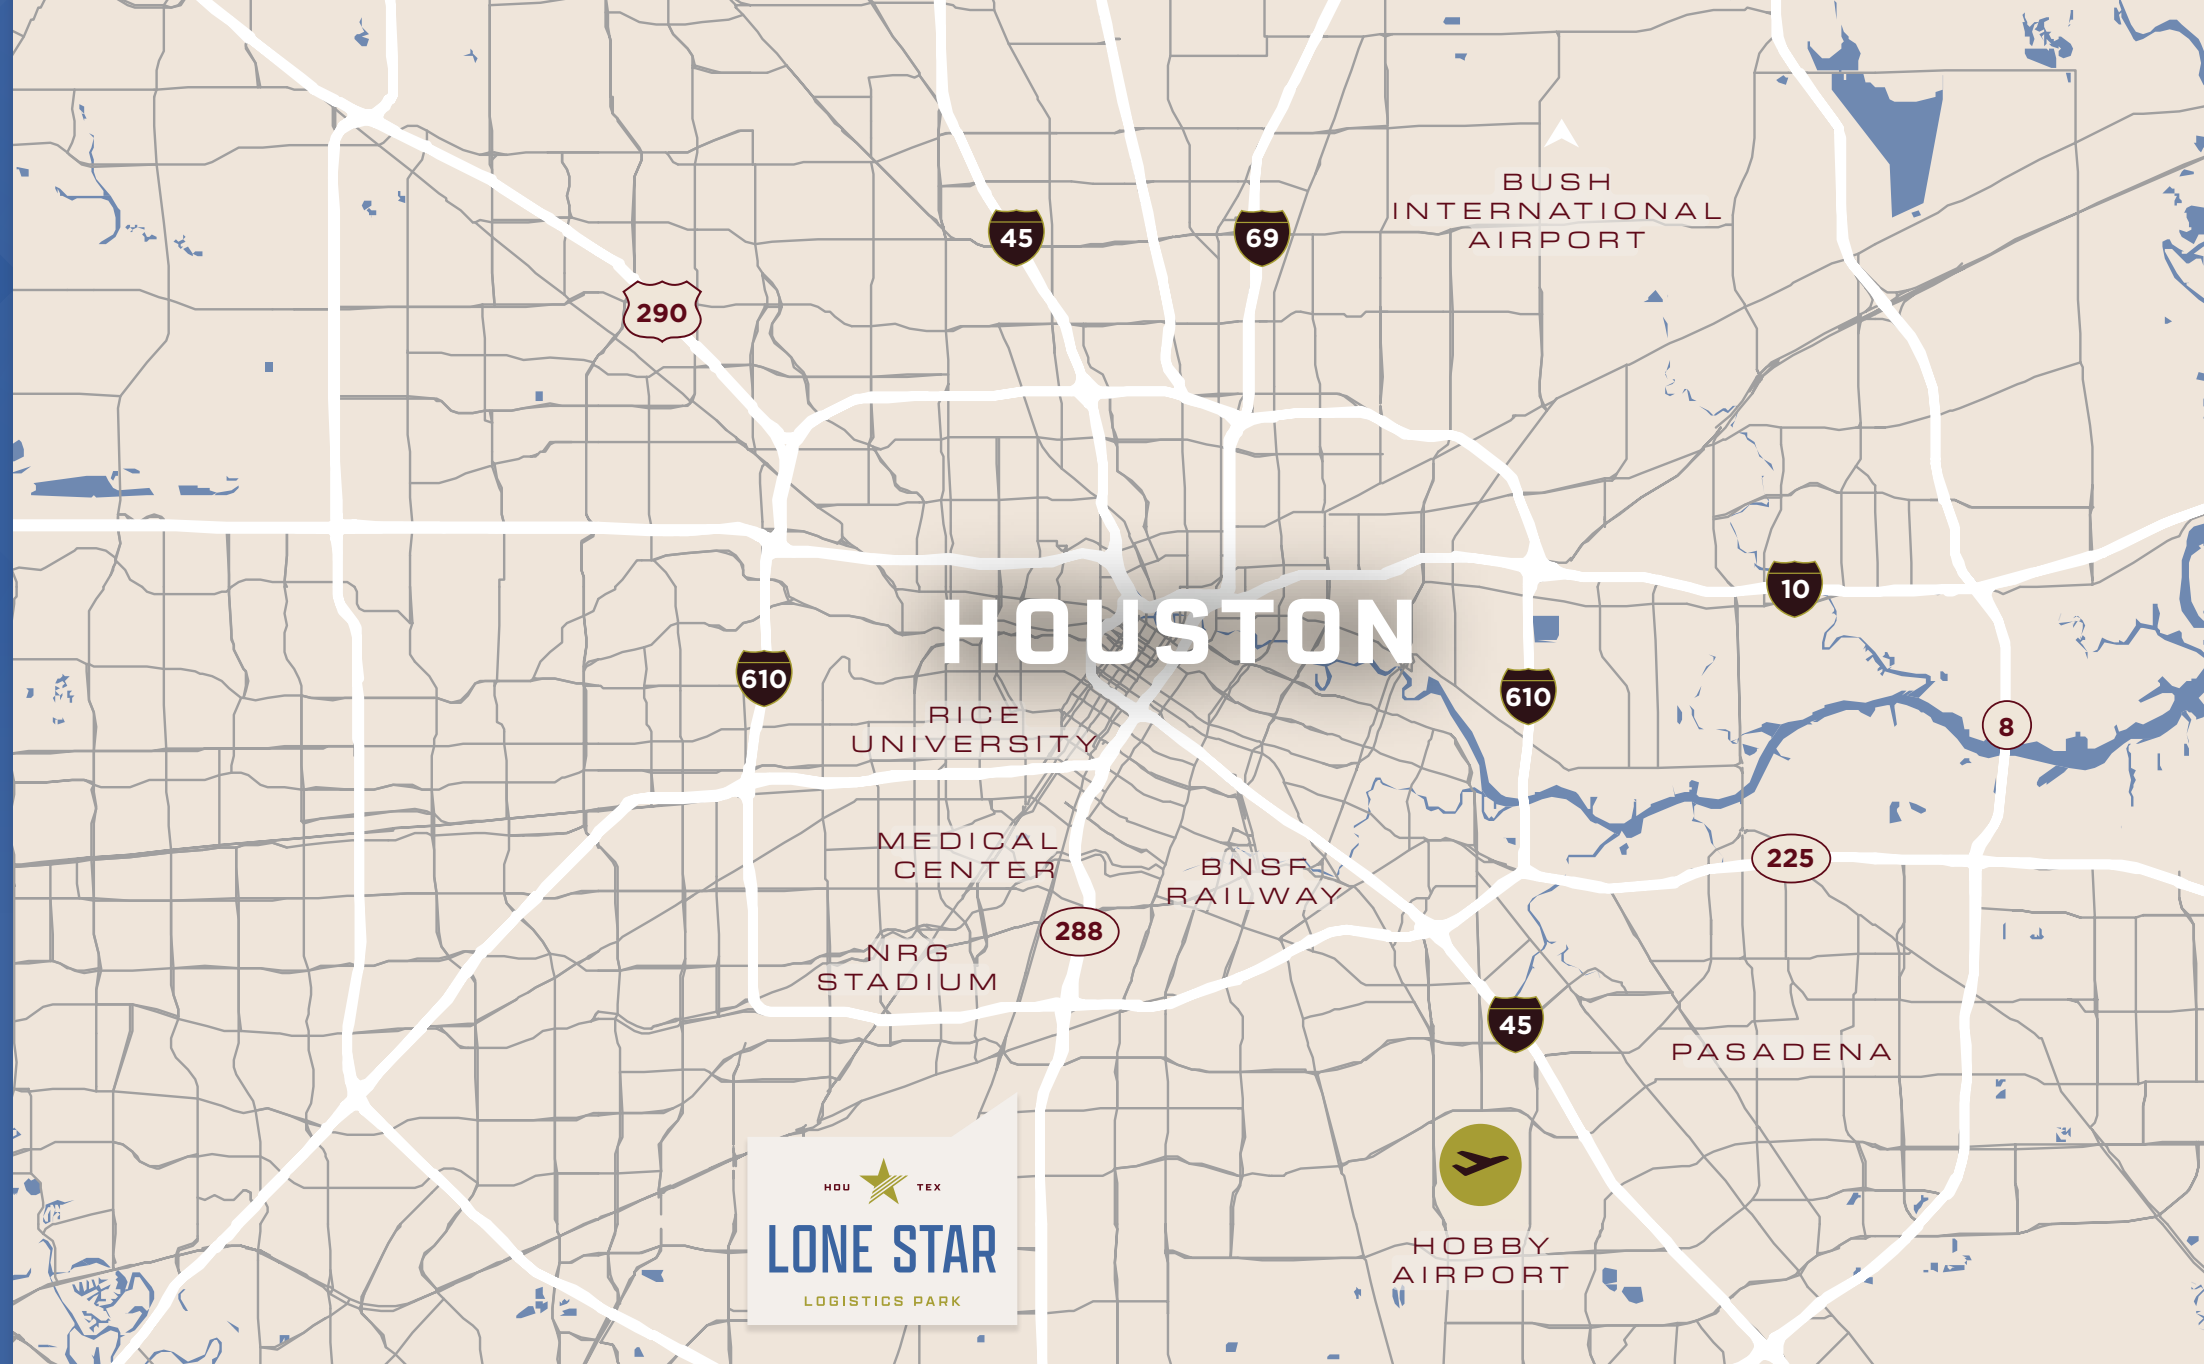 BUSH
INTERNATIONAL
AIRPORT
45
69
290
10
HOUSTON
610
610
RICE
UNIVERSITY
8
MEDICAL
CENTER
BNSF
RAILWAY
225
288
NRG
STADIUM
45
PASADENA
HOU TEX
LONE STAR
LOGISTICS PARK
HOBBY
AIRPORT